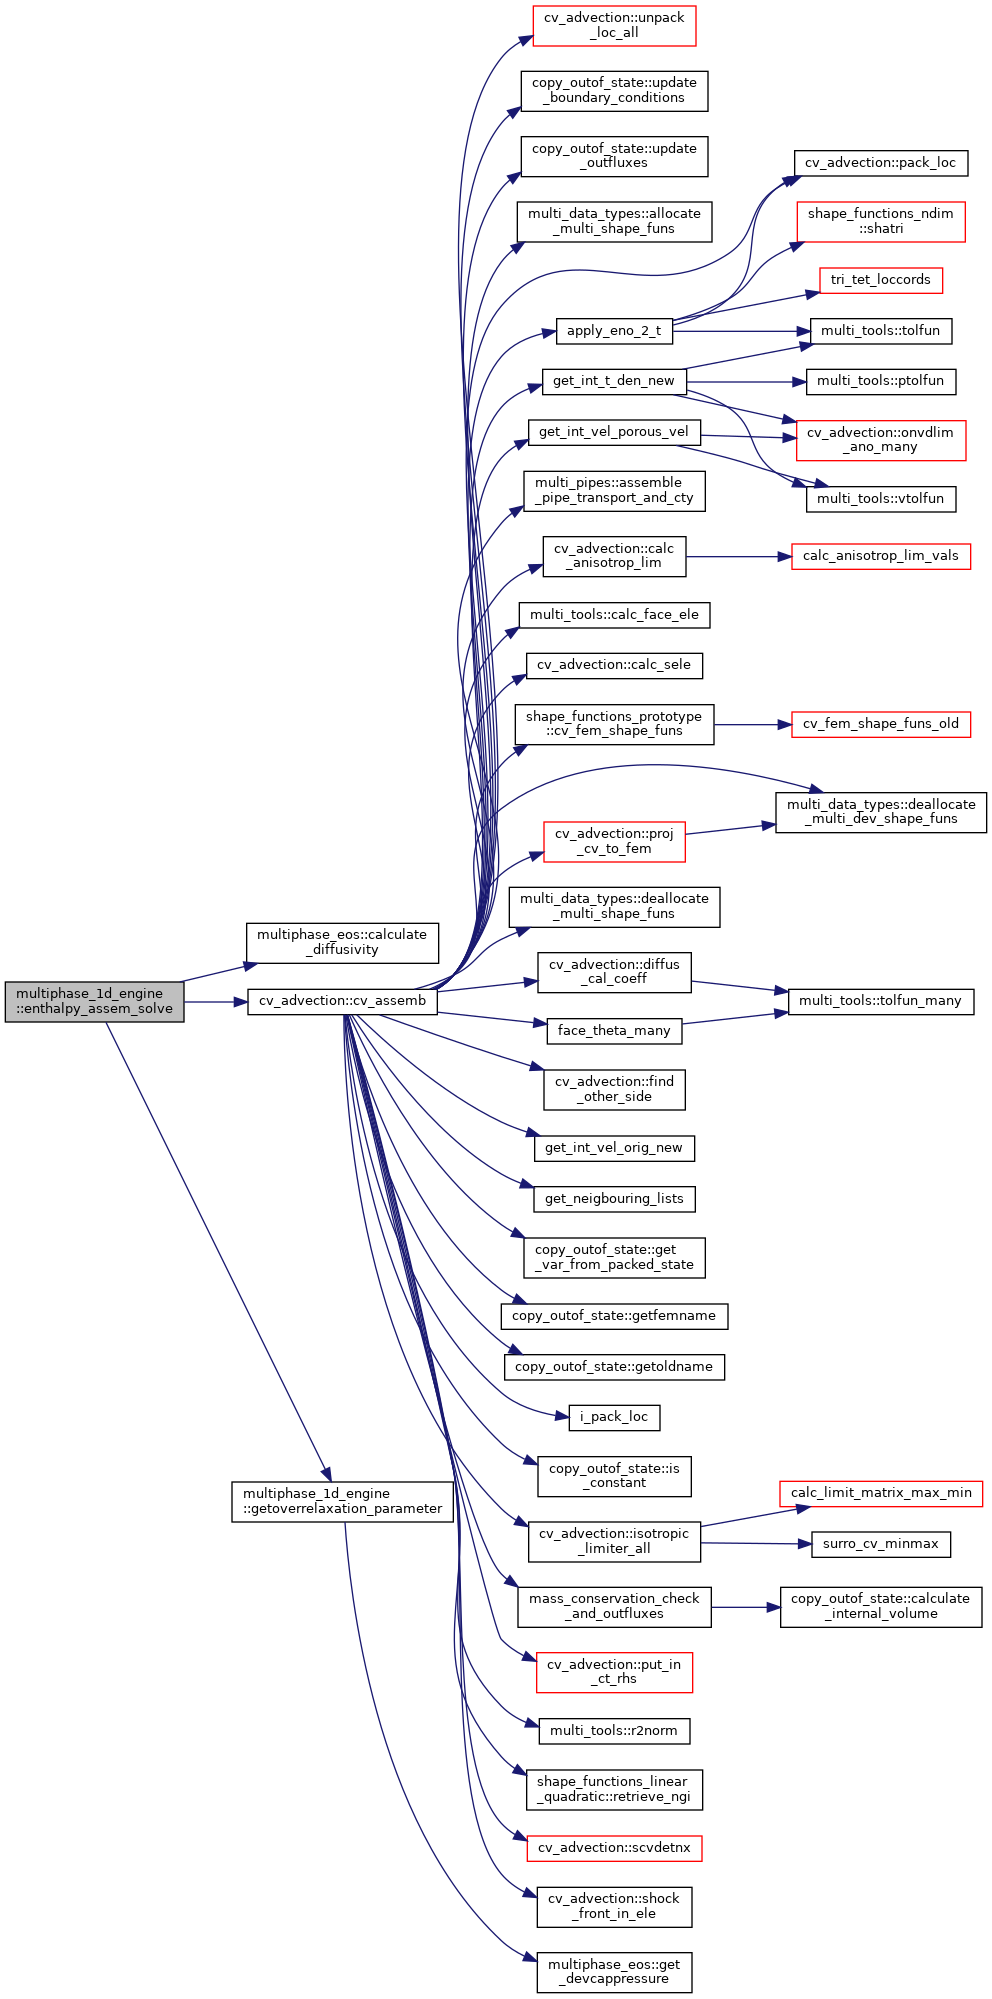 multiphase_1d_engine
::enthalpy_assem_solve
multiphase_eos::calculate
_diffusivity
cv_advection::cv_assemb
multiphase_1d_engine
::getoverrelaxation_parameter
cv_advection::unpack
_loc_all
copy_outof_state::update
_boundary_conditions
copy_outof_state::update
_outfluxes
multi_data_types::allocate
_multi_shape_funs
apply_eno_2_t
get_int_t_den_new
get_int_vel_porous_vel
multi_pipes::assemble
_pipe_transport_and_cty
cv_advection::calc
_anisotrop_lim
multi_tools::calc_face_ele
cv_advection::calc_sele
shape_functions_prototype
::cv_fem_shape_funs
cv_advection::proj
_cv_to_fem
multi_data_types::deallocate
_multi_shape_funs
cv_advection::diffus
_cal_coeff
face_theta_many
cv_advection::find
_other_side
get_int_vel_orig_new
get_neigbouring_lists
copy_outof_state::get
_var_from_packed_state
copy_outof_state::getfemname
copy_outof_state::getoldname
i_pack_loc
copy_outof_state::is
_constant
cv_advection::isotropic
_limiter_all
mass_conservation_check
_and_outfluxes
cv_advection::put_in
_ct_rhs
multi_tools::r2norm
shape_functions_linear
_quadratic::retrieve_ngi
cv_advection::scvdetnx
cv_advection::shock
_front_in_ele
multiphase_eos::get
_devcappressure
cv_advection::pack_loc
shape_functions_ndim
::shatri
tri_tet_loccords
multi_tools::tolfun
multi_tools::ptolfun
cv_advection::onvdlim
_ano_many
multi_tools::vtolfun
calc_anisotrop_lim_vals
cv_fem_shape_funs_old
multi_data_types::deallocate
_multi_dev_shape_funs
multi_tools::tolfun_many
calc_limit_matrix_max_min
surro_cv_minmax
copy_outof_state::calculate
_internal_volume